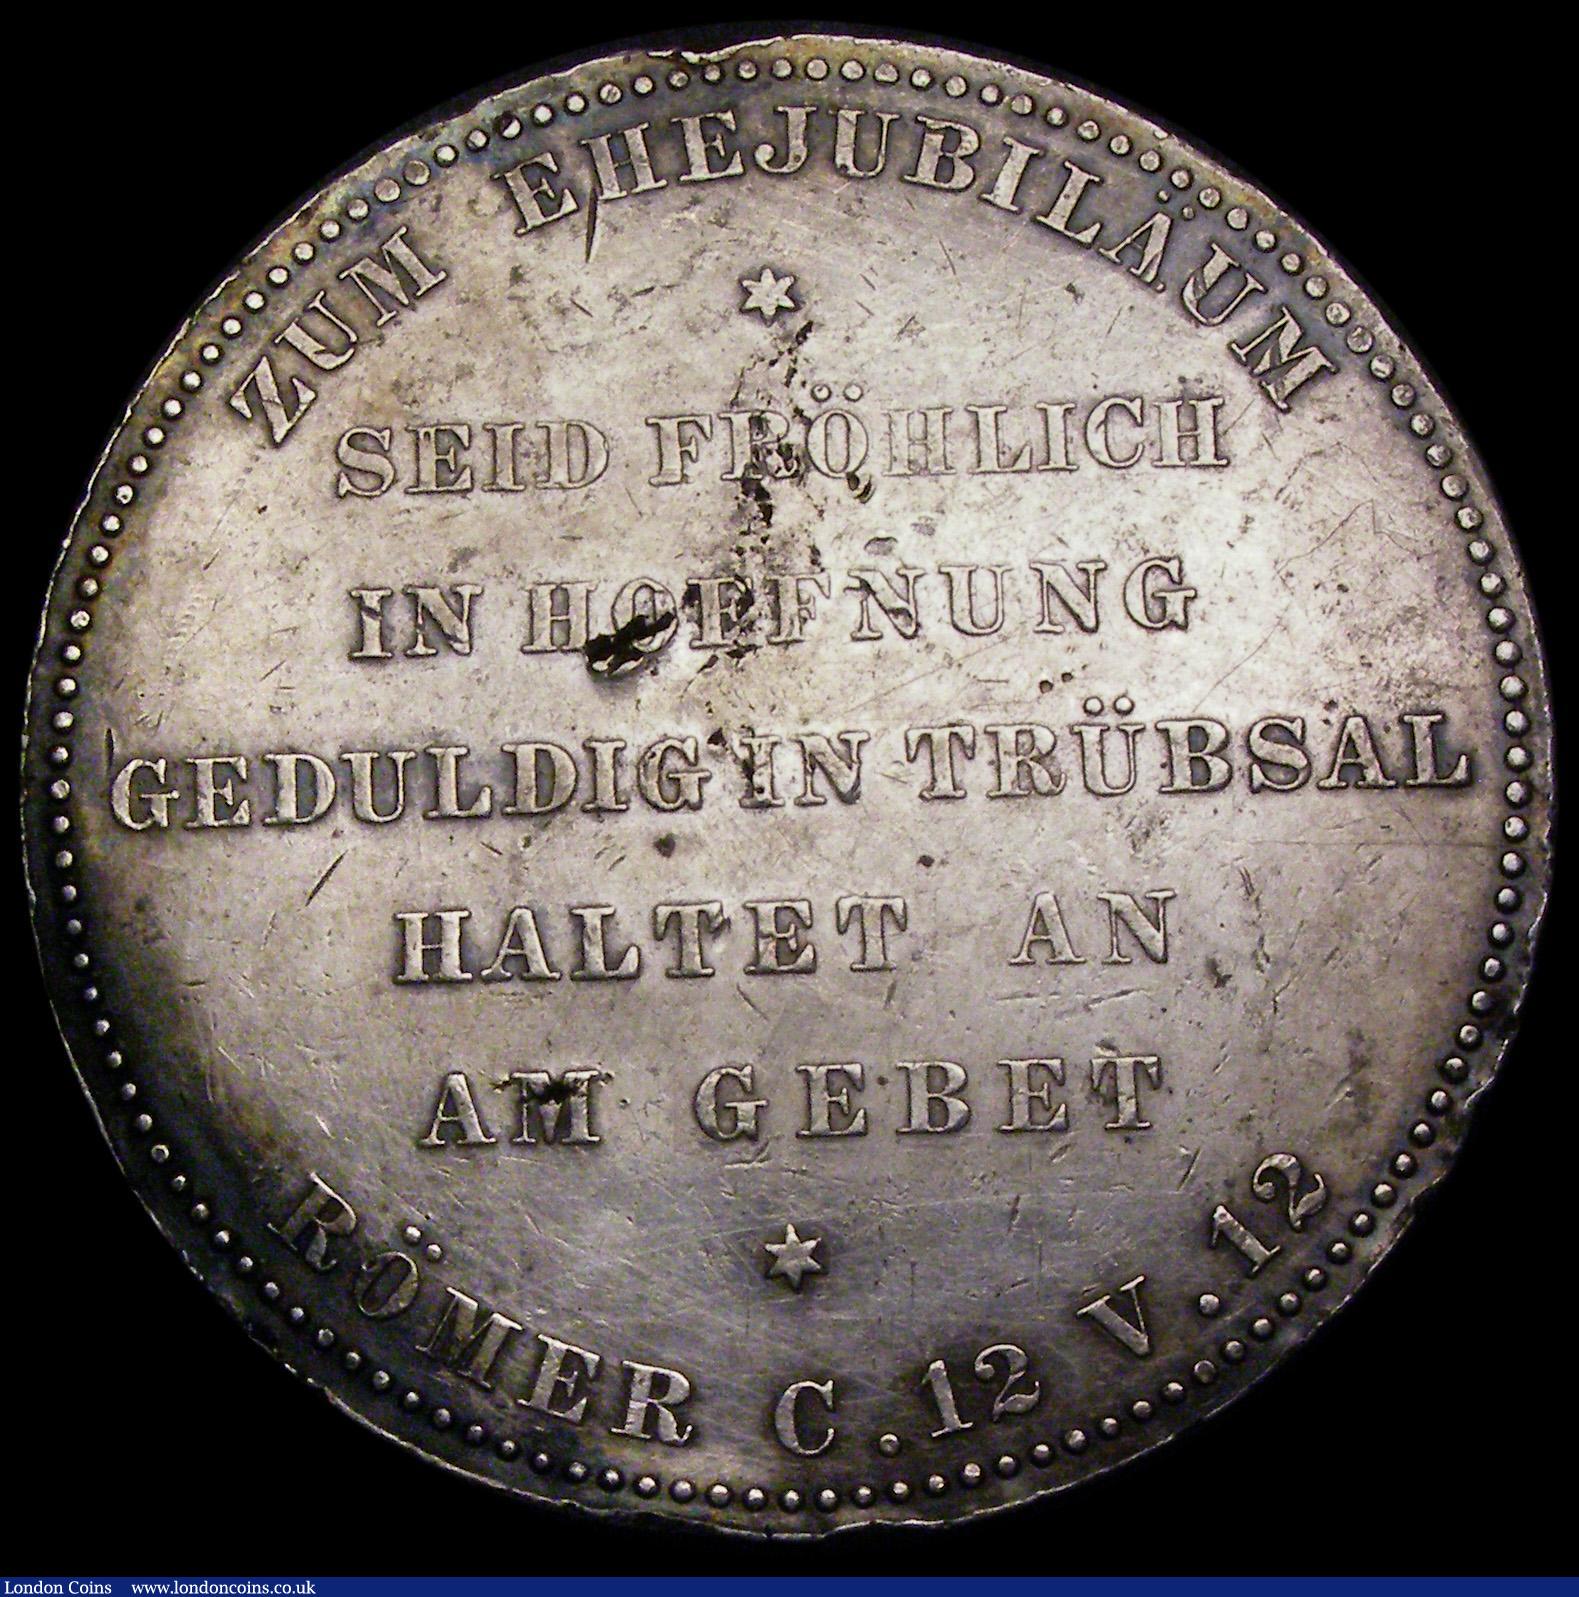 ZUM EHEJUBILÄUM
SEID FRÖHLICH
IN HOFFNUNG
GEDULDIG IN TRÜBSAL
HALTET AN
AM GEBET
RÖMER C. 12 V. 12
London Coins www.londoncoins.co.uk